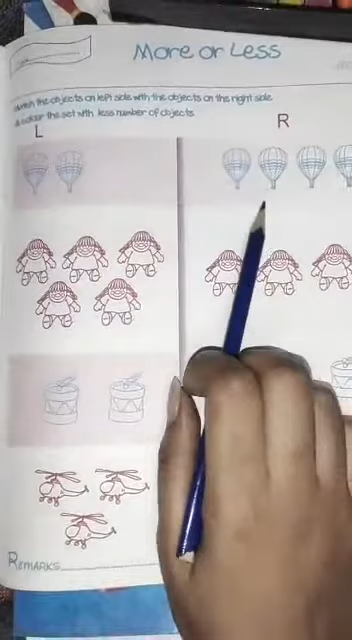 More or Less
the objects on left side with the objects on the right side
colour the set with less number of objects
L
R
REMARKS